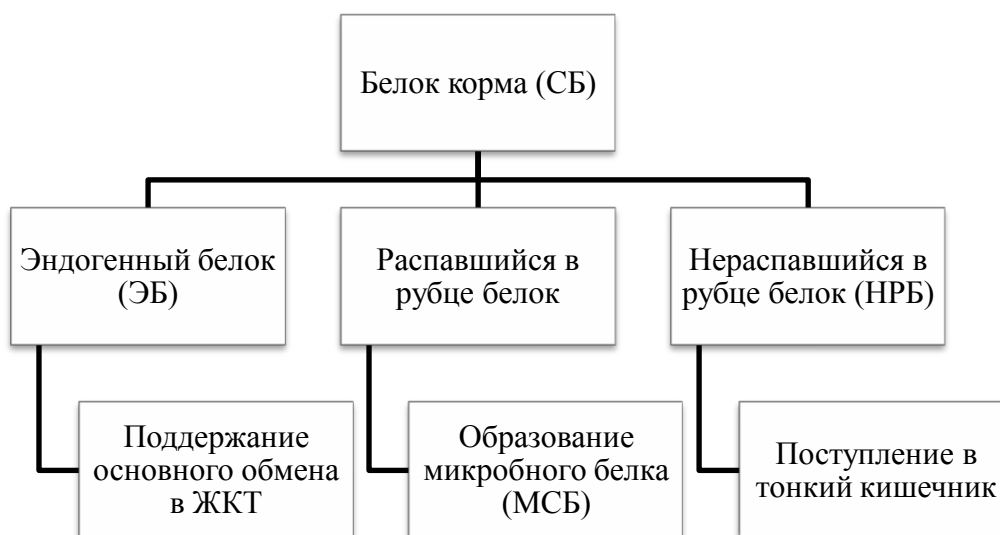 Белок корма (СБ)
Эндогенный белок
(ЭБ)
Распавшийся в
рубце белок
Нераспавшийся в
рубце белок (НРБ)
Поддержание
основного обмена
в ЖКТ
Образование
микробного белка
(МСБ)
Поступление в
тонкий кишечник